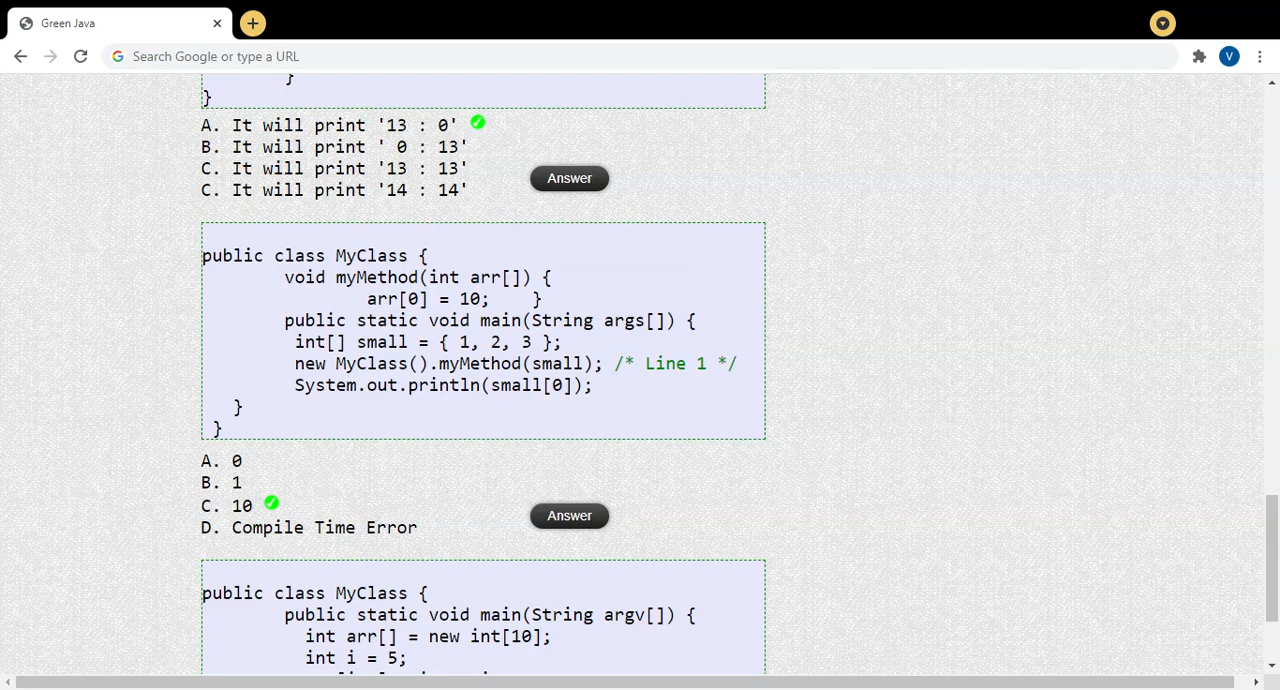 Green Java
Search Google or type a URL
V
}
}
A. It will print '13 : 0'
B. It will print ' 0 : 13'
C. It will print '13 : 13'
C. It will print '14 : 14'
Answer
public class MyClass {
void myMethod(int arr[]) {
arr[0] = 10;    }
public static void main(String args[]) {
int[] small = { 1, 2, 3 };
new MyClass().myMethod(small); /* Line 1 */
System.out.println(small[0]);
}
}
A. 0
B. 1
C. 10
D. Compile Time Error
Answer
public class MyClass {
public static void main(String argv[]) {
int arr[] = new int[10];
int i = 5;